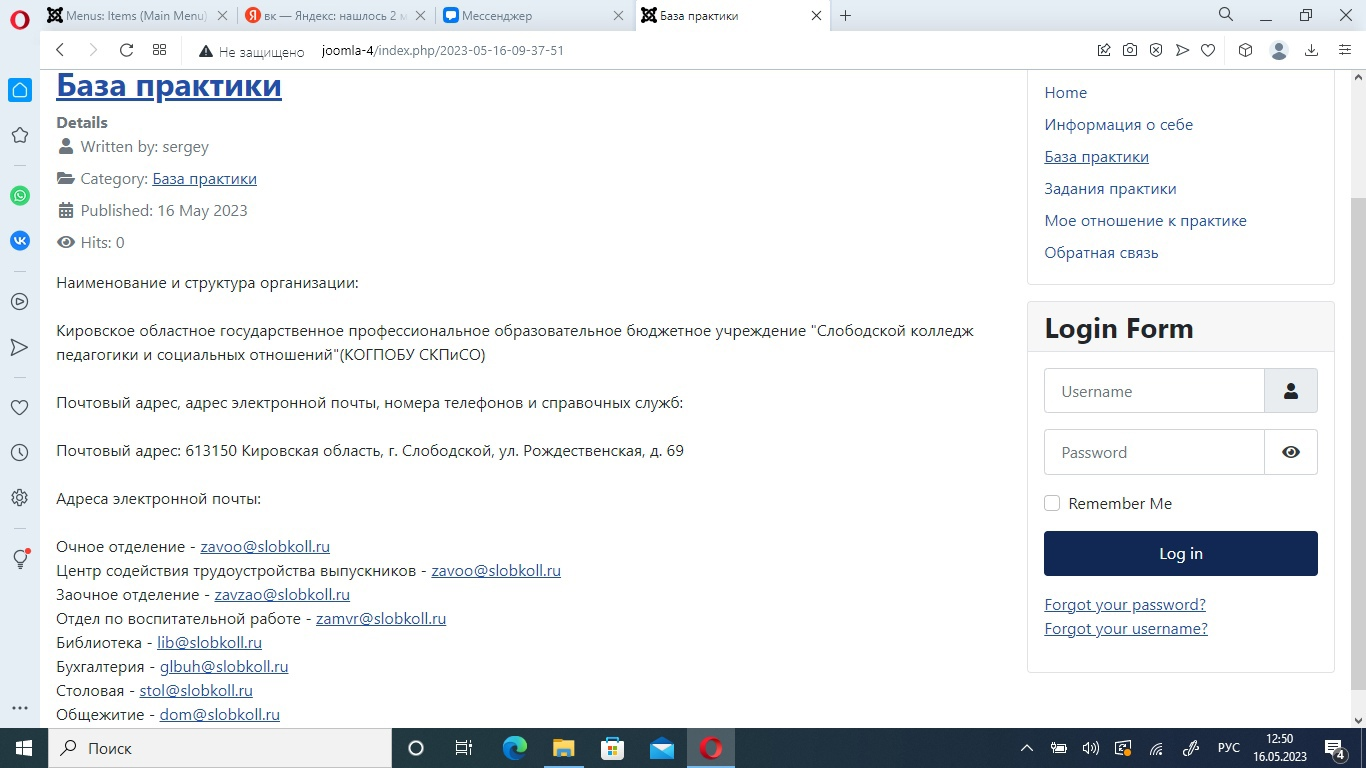 Menus: Items (Main Menu)
вк — Яндекс: нашлось 2 м
Мессенджер
База практики
Не защищено
joomla-4/index.php/2023-05-16-09-37-51
База практики
Details
Written by: sergey
Category: База практики
Published: 16 May 2023
Hits: 0
Наименование и структура организации:
Кировское областное государственное профессиональное образовательное бюджетное учреждение "Слободской колледж
педагогики и социальных отношений"(КОГПОБУ СКПиСО)
Почтовый адрес, адрес электронной почты, номера телефонов и справочных служб:
Почтовый адрес: 613150 Кировская область, г. Слободской, ул. Рождественская, д. 69
Адреса электронной почты:
Очное отделение - zavoo@slobkoll.ru
Центр содействия трудоустройства выпускников - zavoo@slobkoll.ru
Заочное отделение - zavzao@slobkoll.ru
Отдел по воспитательной работе - zamvr@slobkoll.ru
Библиотека - lib@slobkoll.ru
Бухгалтерия - glbuh@slobkoll.ru
Столовая - stol@slobkoll.ru
Общежитие - dom@slobkoll.ru
Home
Информация о себе
База практики
Задания практики
Мое отношение к практике
Обратная связь
Login Form
Username
Password
Remember Me
Log in
Forgot your password?
Forgot your username?
Поиск
РУС
12:50
16.05.2023
4